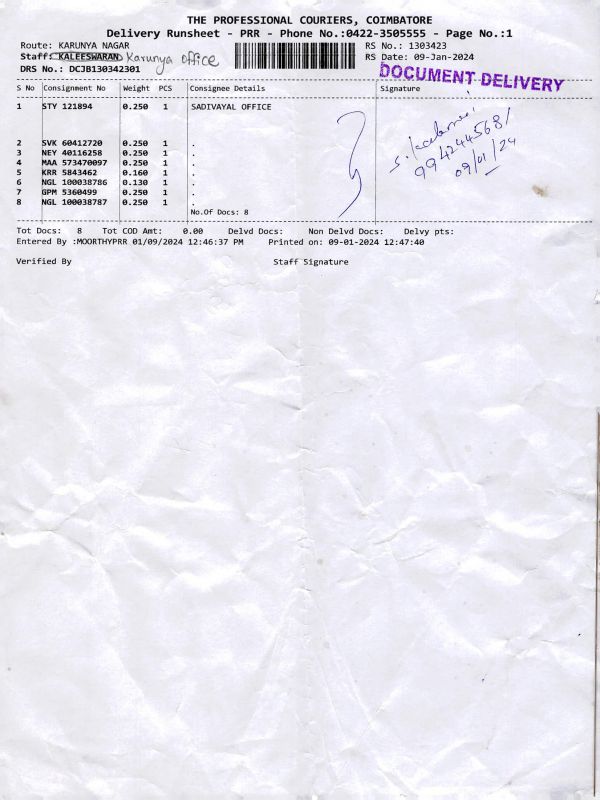 THE PROFESSIONAL COURIERS, COIMBATORE
Delivery Runsheet - PRR - Phone No.:0422-3505555 - Page No.:1
Route: KARUNYA NAGAR
RS No.: 1303423
Staff: KALEESWARAN Karunya office
RS Date: 09-Jan-2024
DRS No.: DCJB130342301
DOCUMENT DELIVERY
S No Consignment No Weight PCS Consignee Details Signature
1 STY 121894 0.250 1 SADIVAYAL OFFICE
2 SVK 60412720 0.250 1 .
3 NEY 40116258 0.250 1 .
4 MAA 573470097 0.250 1 .
5 KRR 5843462 0.160 1 .
6 NGL 100038786 0.130 1 .
7 GPM 5360499 0.250 1 .
8 NGL 100038787 0.250 1 .
No.Of Docs: 8
S.
9942445681
09/01/24
Tot Docs: 8 Tot COD Amt: 0.00 Delvd Docs: Non Delvd Docs: Delvy pts:
Entered By :MOORTHYPRR 01/09/2024 12:46:37 PM Printed on: 09-01-2024 12:47:40
Verified By Staff Signature